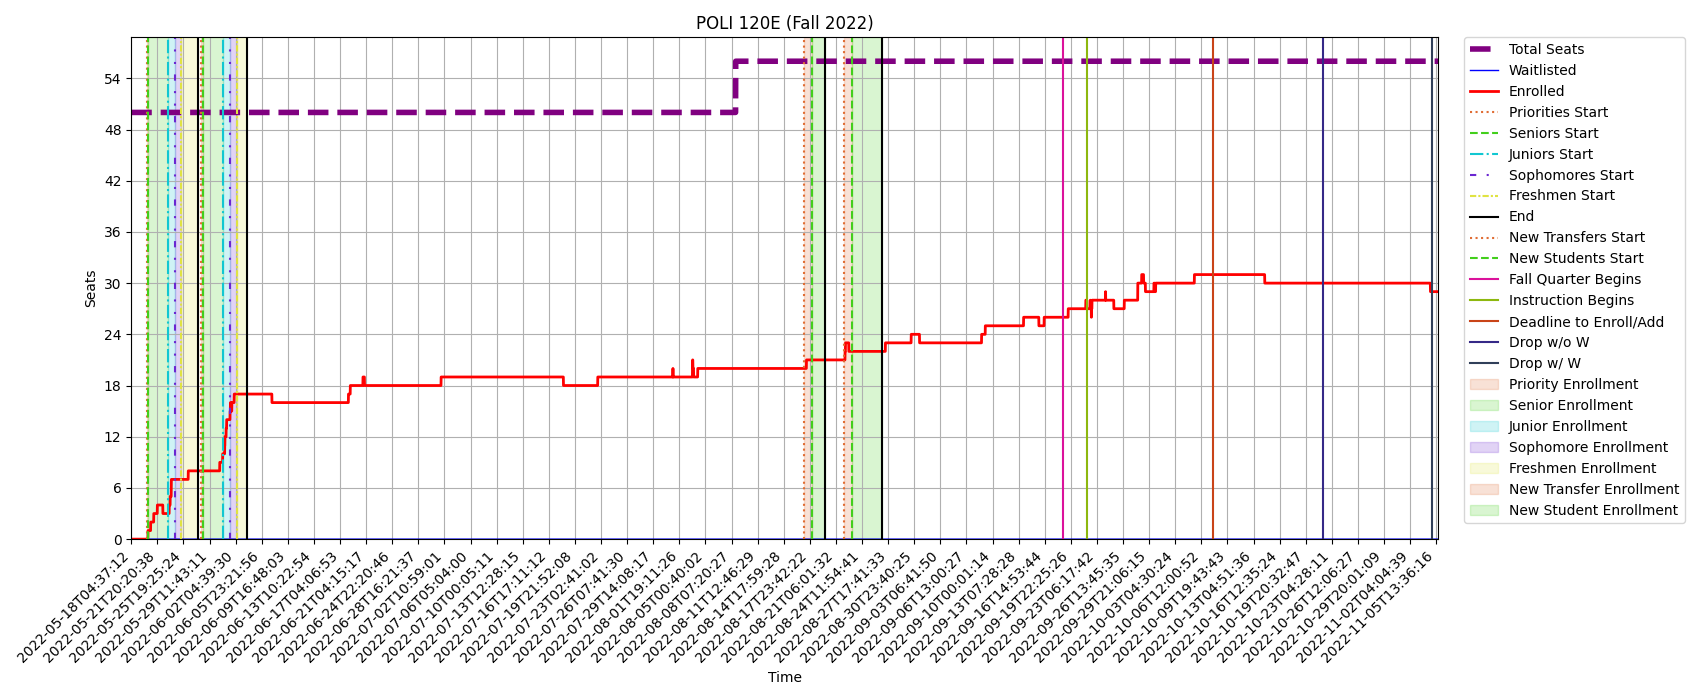 POLI 120E (Fall 2022)
Seats
54
48
42
36
30
24
18
12
6
0
2022-05-18T04:37:12
2022-05-21T20:20:38
2022-05-25T19:25:24
2022-05-29T11:43:11
2022-06-02T04:39:30
2022-06-05T23:21:56
2022-06-09T16:48:03
2022-06-13T10:22:54
2022-06-17T04:06:53
2022-06-21T04:15:17
2022-06-24T22:20:46
2022-06-28T16:21:37
2022-07-02T10:59:01
2022-07-06T05:04:00
2022-07-10T00:05:11
2022-07-13T12:28:15
2022-07-16T17:11:12
2022-07-19T21:52:08
2022-07-23T02:41:02
2022-07-26T07:41:30
2022-07-29T14:08:17
2022-08-01T19:11:26
2022-08-05T00:40:02
2022-08-08T07:20:27
2022-08-11T12:46:29
2022-08-14T17:59:28
2022-08-17T23:42:22
2022-08-21T06:01:32
2022-08-24T11:54:41
2022-08-27T17:41:33
2022-08-30T23:40:25
2022-09-03T06:41:50
2022-09-06T13:00:27
2022-09-10T00:01:14
2022-09-13T07:28:28
2022-09-16T14:53:44
2022-09-19T22:25:26
2022-09-23T06:17:42
2022-09-26T13:45:35
2022-09-29T21:06:15
2022-10-03T04:30:24
2022-10-06T12:00:52
2022-10-09T19:43:43
2022-10-13T04:51:36
2022-10-16T12:35:24
2022-10-19T20:32:47
2022-10-23T04:28:11
2022-10-26T12:06:27
2022-10-29T20:01:09
2022-11-02T04:04:39
2022-11-05T13:36:16
Time
Total Seats
Waitlisted
Enrolled
Priorities Start
Seniors Start
Juniors Start
Sophomores Start
Freshmen Start
End
New Transfers Start
New Students Start
Fall Quarter Begins
Instruction Begins
Deadline to Enroll/Add
Drop w/o W
Drop w/ W
Priority Enrollment
Senior Enrollment
Junior Enrollment
Sophomore Enrollment
Freshmen Enrollment
New Transfer Enrollment
New Student Enrollment